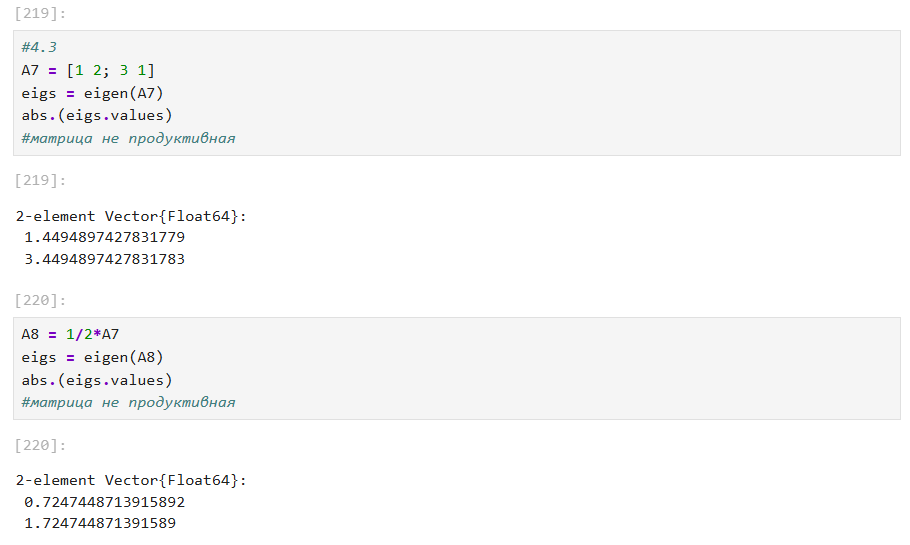 [219]:
#4.3
A7 = [1 2; 3 1]
eigs = eigen(A7)
abs.(eigs.values)
#матрица не продуктивная
[219]:
2-element Vector{Float64}:
1.4494897427831779
3.4494897427831783
[220]:
A8 = 1/2*A7
eigs = eigen(A8)
abs.(eigs.values)
#матрица не продуктивная
[220]:
2-element Vector{Float64}:
0.7247448713915892
1.724744871391589